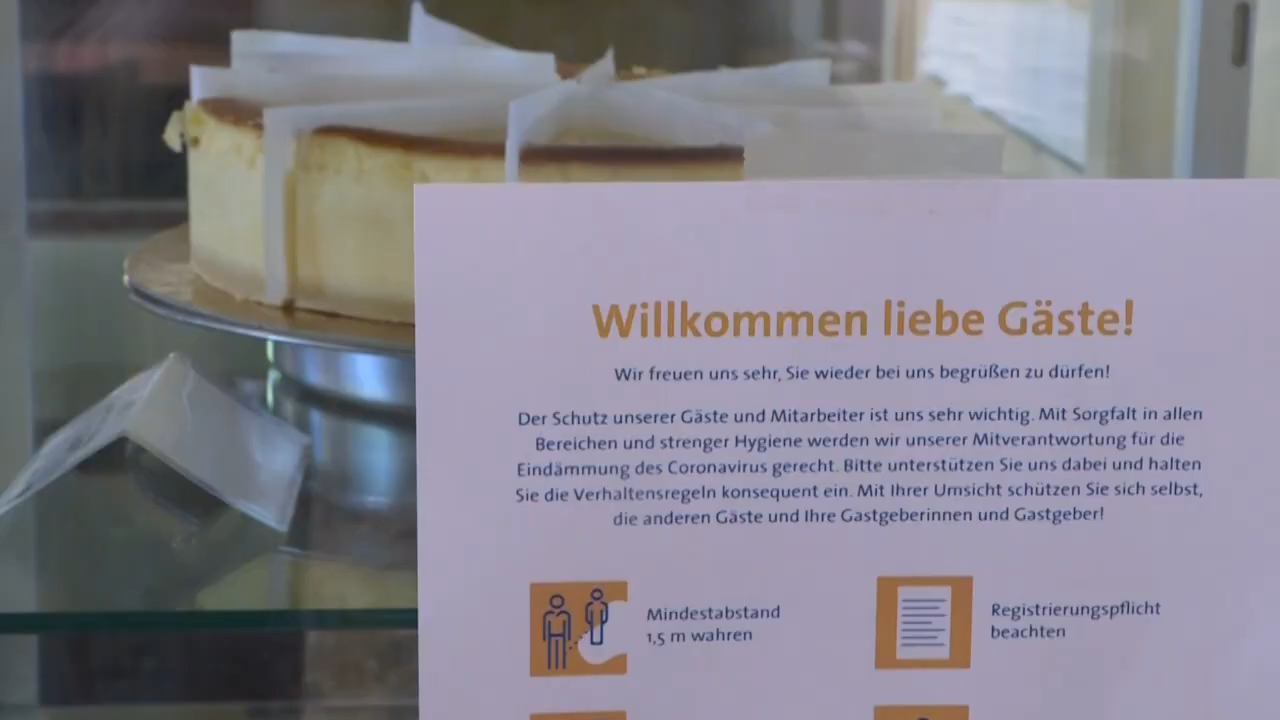 Willkommen liebe Gäste!
Wir freuen uns sehr, Sie wieder bei uns begrüßen zu dürfen!
Der Schutz unserer Gäste und Mitarbeiter ist uns sehr wichtig. Mit Sorgfalt in allen
Bereichen und strenger Hygiene werden wir unserer Mitverantwortung für die
Eindämmung des Coronavirus gerecht. Bitte unterstützen Sie uns dabei und halten
Sie die Verhaltensregeln konsequent ein. Mit Ihrer Umsicht schützen Sie sich selbst,
die anderen Gäste und Ihre Gastgeberinnen und Gastgeber!
Mindestabstand
1,5 m wahren
Registrierungspflicht
beachten